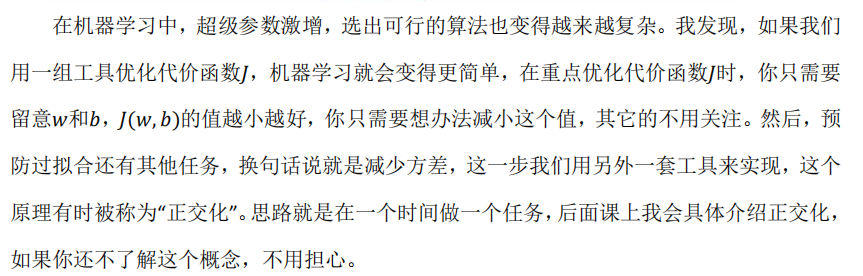 在机器学习中，超级参数激增，选出可行的算法也变得越来越复杂。我发现，如果我们
用一组工具优化代价函数J，机器学习就会变得更简单，在重点优化代价函数J时，你只需要
留意w和b，J(w,b)的值越小越好，你只需要想办法减小这个值，其它的不用关注。然后，预
防过拟合还有其他任务，换句话说就是减少方差，这一步我们用另外一套工具来实现，这个
原理有时被称为“正交化”。思路就是在一个时间做一个任务，后面课上我会具体介绍正交化，
如果你还不了解这个概念，不用担心。